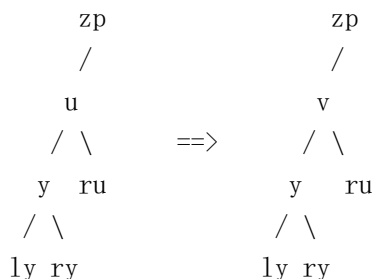 zp zp
/ /
u v
/ \ ==> / \
y ru y ru
/ \ / \
ly ry ly ry